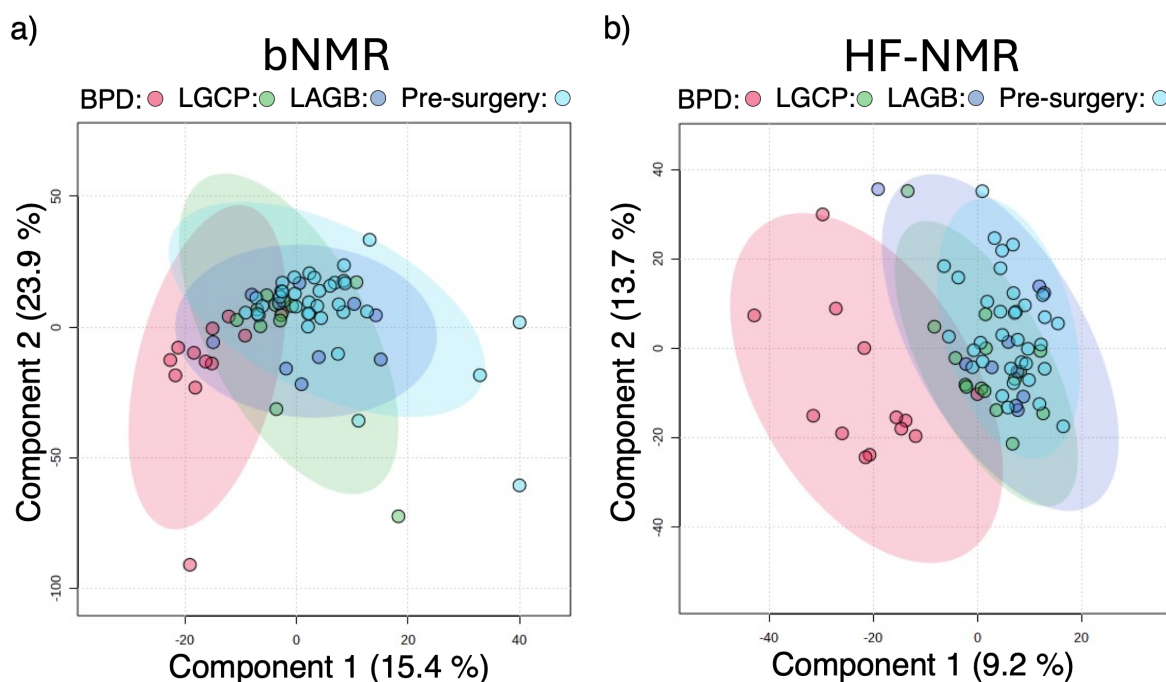 a)
bNMR
BPD: LGCP: LAGB: Pre-surgery:
50
0
-50
-100
Component 2 (23.9 %)
-20 0 20 40
Component 1 (15.4 %)
b)
HF-NMR
BPD: LGCP: LAGB: Pre-surgery:
40
20
0
-20
-40
Component 2 (13.7 %)
-40 -20 0 20
Component 1 (9.2 %)